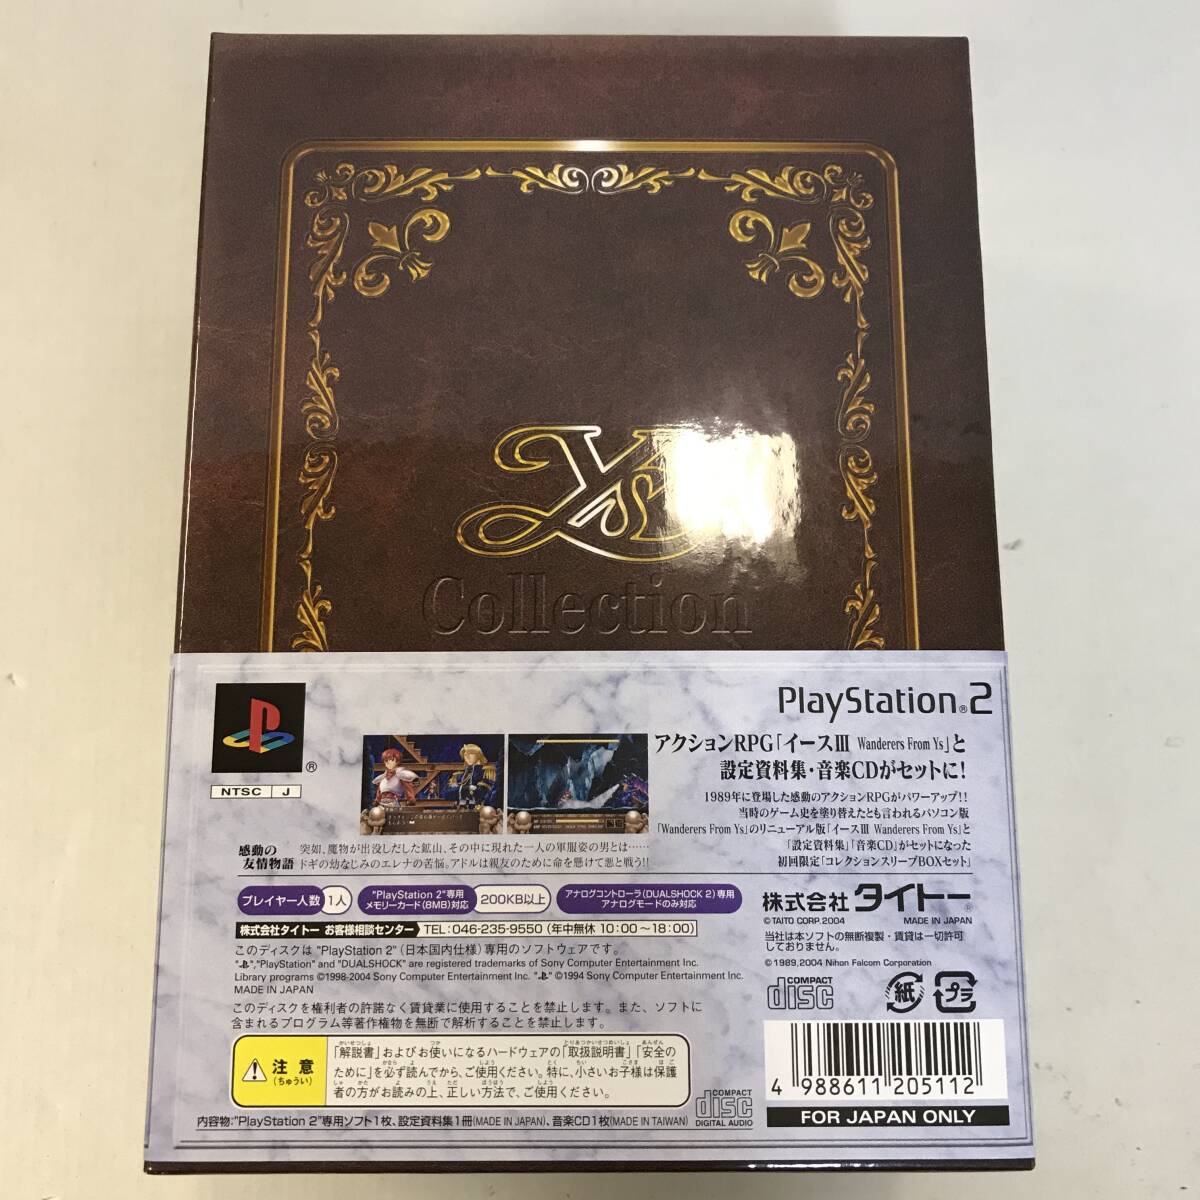 Ys
Collection
PlayStation®2
®
NTSC J
アクションRPG「イースⅢ Wanderers From Ys」と
設定資料集・音楽CDがセットに!
1989年に登場した感動のアクションRPGがパワーアップ!!
当時のゲーム史を塗り替えたとも言われるパソコン版
「Wanderers From Ys」のリニューアル版「イースⅢ Wanderers From Ys」と
「設定資料集」「音楽CD」がセットになった
初回限定「コレクションスリーブBOXセット」
感動の
友情物語
突如、魔物が出没しだした鉱山、その中に現れた一人の軍服姿の男とは……
ドギの幼なじみのエレナの苦悩。アドルは親友のために命を懸けて悪と戦う!!
プレイヤー人数 1人
"PlayStation 2"専用
メモリーカード(8MB)対応
200KB以上
アナログコントローラ(DUALSHOCK 2)専用
アナログモードのみ対応
株式会社タイトー お客様相談センター TEL:046-235-9550(年中無休 10:00~18:00)
このディスクは "PlayStation 2"(日本国内仕様)専用のソフトウェアです。
" ","PlayStation" and "DUALSHOCK" are registered trademarks of Sony Computer Entertainment Inc.
Library programs ©1998-2004 Sony Computer Entertainment Inc. " " ©1994 Sony Computer Entertainment Inc.
MADE IN JAPAN
このディスクを権利者の許諾なく賃貸業に使用することを禁止します。また、ソフトに
含まれるプログラム等著作権物を無断で解析することを禁止します。
注意
(ちゅうい)
「解説書」およびお使いになるハードウェアの「取扱説明書」「安全の
ために」を必ず読んでから、ご使用ください。特に、小さいお子様は保護
者の方がお読みの上、正しい方法で、ご使用ください。
内容物:"PlayStation 2"専用ソフト1枚、設定資料集1冊(MADE IN JAPAN)、音楽CD1枚(MADE IN TAIWAN)
COMPACT
disc
DIGITAL AUDIO
株式会社タイトー
©TAITO CORP. 2004
MADE IN JAPAN
当社は本ソフトの無断複製・賃貸は一切許可
しておりません。
©1989, 2004 Nihon Falcom Corporation
COMPACT
disc
紙
プラ
4 988611 205112
FOR JAPAN ONLY